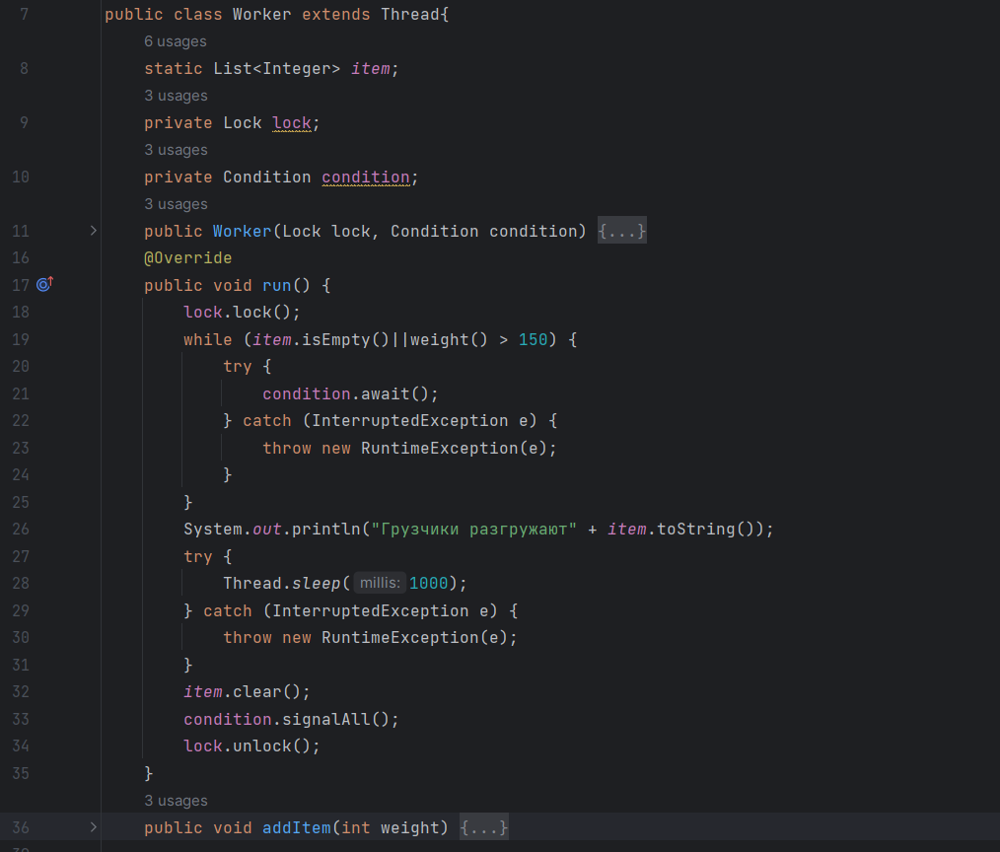 7 public class Worker extends Thread{
6 usages
8 static List<Integer> item;
3 usages
9 private Lock lock;
3 usages
10 private Condition condition;
3 usages
11 public Worker(Lock lock, Condition condition) {...}
16 @Override
17 public void run() {
18 lock.lock();
19 while (item.isEmpty()||weight() > 150) {
20 try {
21 condition.await();
22 } catch (InterruptedException e) {
23 throw new RuntimeException(e);
24 }
25 }
26 System.out.println("Грузчики разгружают" + item.toString());
27 try {
28 Thread.sleep( millis: 1000);
29 } catch (InterruptedException e) {
30 throw new RuntimeException(e);
31 }
32 item.clear();
33 condition.signalAll();
34 lock.unlock();
35 }
3 usages
36 public void addItem(int weight) {...}